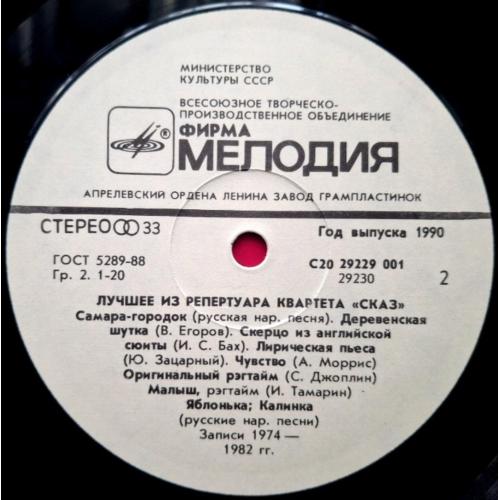 МИНИСТЕРСТВО
КУЛЬТУРЫ СССР
ВСЕСОЮЗНОЕ ТВОРЧЕСКО-
ПРОИЗВОДСТВЕННОЕ ОБЪЕДИНЕНИЕ
®
ФИРМА
МЕЛОДИЯ
АПРЕЛЕВСКИЙ ОРДЕНА ЛЕНИНА ЗАВОД ГРАМПЛАСТИНОК
СТЕРЕО 33
Год выпуска 1990
ГОСТ 5289-88
Гр. 2. 1-20
С20 29229 001
29230
2
ЛУЧШЕЕ ИЗ РЕПЕРТУАРА КВАРТЕТА «СКАЗ»
Самара-городок (русская нар. песня). Деревенская
шутка (В. Егоров). Скерцо из английской
сюиты (И. С. Бах). Лирическая пьеса
(Ю. Зацарный). Чувство (А. Моррис)
Оригинальный рэгтайм (С. Джоплин)
Малыш, рэгтайм (И. Тамарин)
Яблонька; Калинка
(русские нар. песни)
Записи 1974 —
1982 гг.